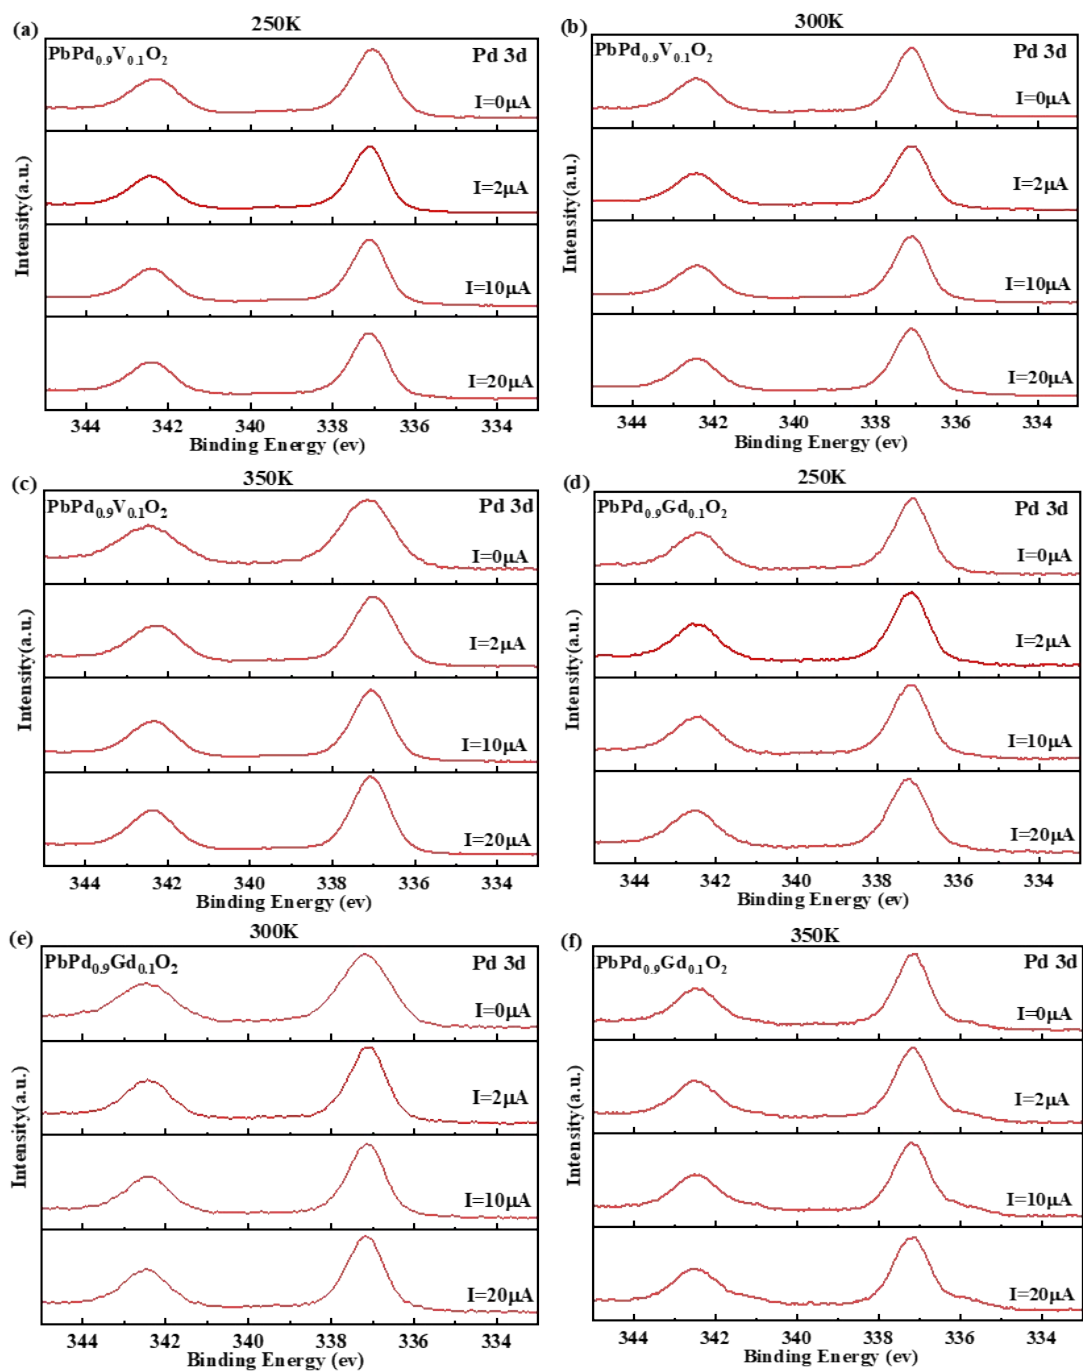 (a) 250K
PbPd0.9V0.1O2 Pd 3d
I=0μA
I=2μA
I=10μA
I=20μA
Intensity(a.u.)
344 342 340 338 336 334
Binding Energy (ev)
(b) 300K
PbPd0.9V0.1O2 Pd 3d
I=0μA
I=2μA
I=10μA
I=20μA
Intensity(a.u.)
344 342 340 338 336 334
Binding Energy (ev)
(c) 350K
PbPd0.9V0.1O2 Pd 3d
I=0μA
I=2μA
I=10μA
I=20μA
Intensity(a.u.)
344 342 340 338 336 334
Binding Energy (ev)
(d) 250K
PbPd0.9Gd0.1O2 Pd 3d
I=0μA
I=2μA
I=10μA
I=20μA
Intensity(a.u.)
344 342 340 338 336 334
Binding Energy (ev)
(e) 300K
PbPd0.9Gd0.1O2 Pd 3d
I=0μA
I=2μA
I=10μA
I=20μA
Intensity(a.u.)
344 342 340 338 336 334
Binding Energy (ev)
(f) 350K
PbPd0.9Gd0.1O2 Pd 3d
I=0μA
I=2μA
I=10μA
I=20μA
Intensity(a.u.)
344 342 340 338 336 334
Binding Energy (ev)